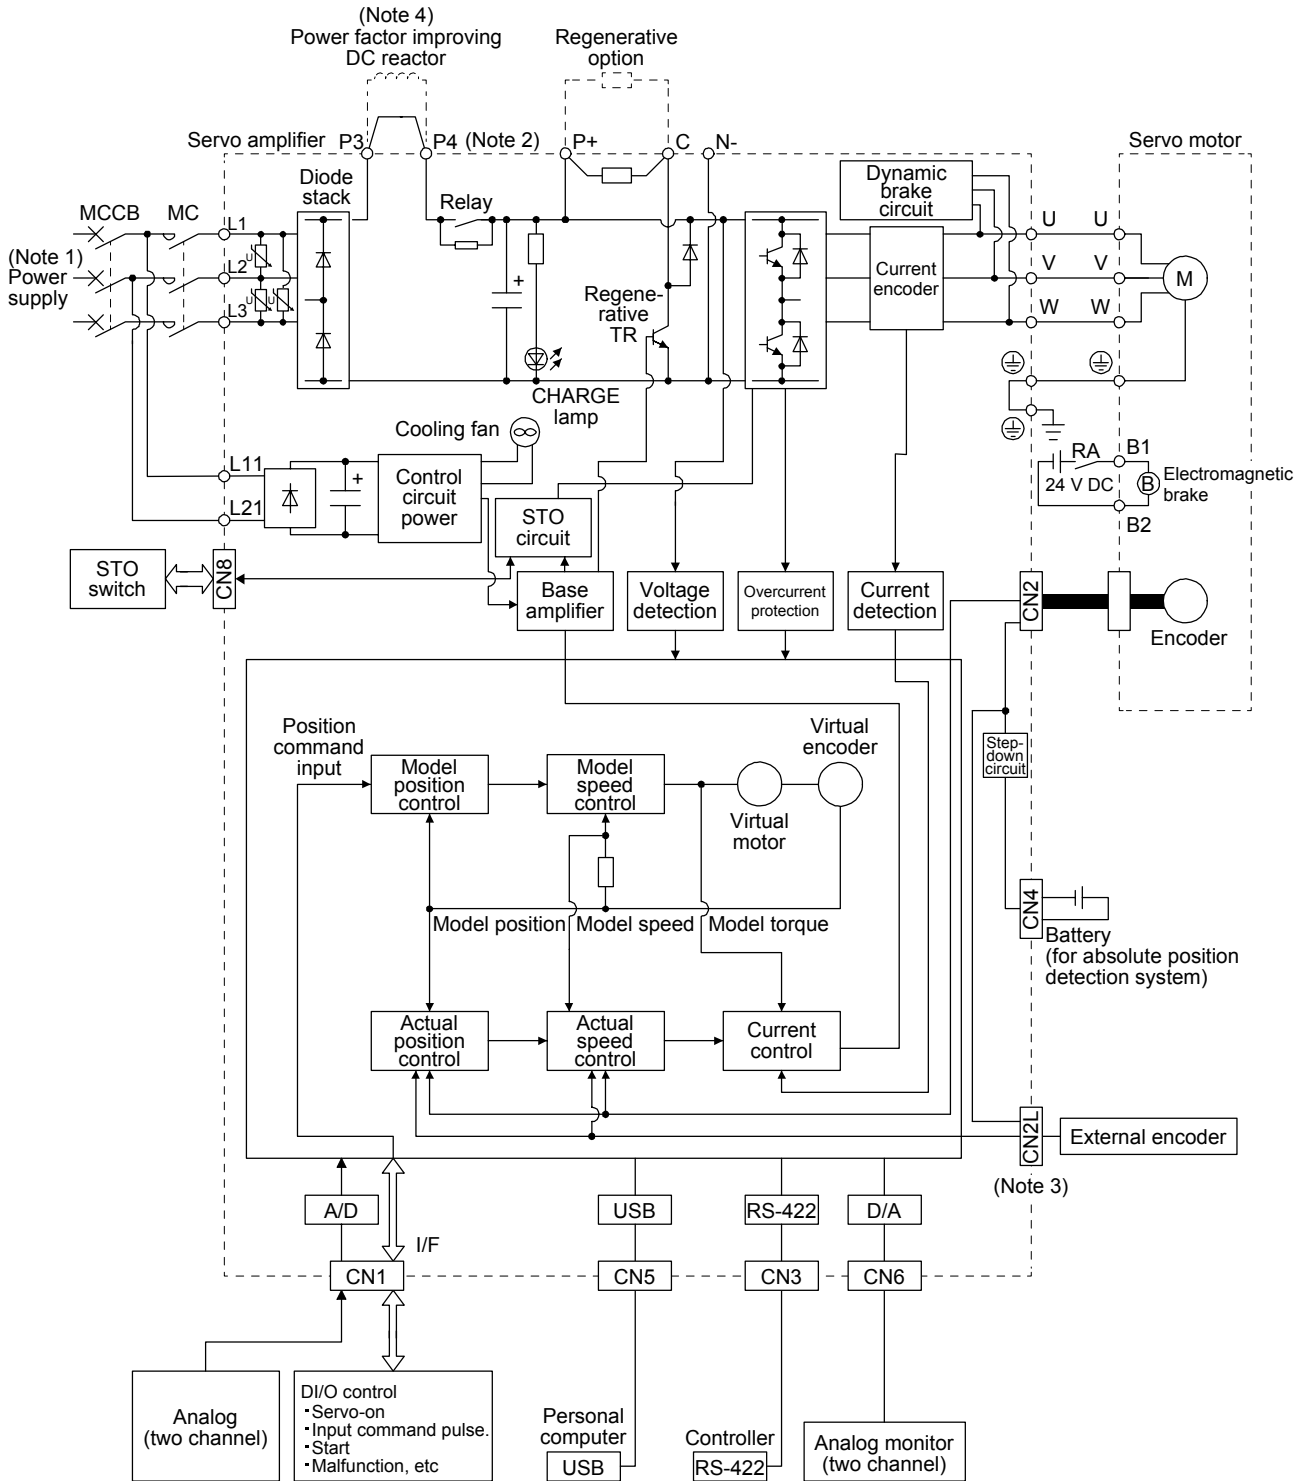 (Note 4)
Power factor improving
DC reactor
Regenerative
option
Servo amplifier
P3
P4
(Note 2)
P+
C
N-
Servo motor
Diode
stack
Dynamic
brake
circuit
MCCB
MC
L1
Relay
U
U
(Note 1)
Power
supply
U
L2
+
Current
encoder
V
V
M
U
U
L3
Regene-
rative
TR
W
W
CHARGE
lamp
Cooling fan
L11
+
Control
circuit
power
RA
B1
24 V DC
B
Electromagnetic
brake
L21
STO
circuit
B2
STO
switch
CN8
Base
amplifier
Voltage
detection
Overcurrent
protection
Current
detection
CN2
Encoder
Position
command
input
Virtual
encoder
Model
position
control
Model
speed
control
Step-
down
circuit
Virtual
motor
CN4
Model position
Model speed
Model torque
Battery
(for absolute position
detection system)
Actual
position
control
Actual
speed
control
Current
control
CN2L
External encoder
(Note 3)
A/D
USB
RS-422
D/A
I/F
CN1
CN5
CN3
CN6
Analog
(two channel)
DI/O control
･Servo-on
･Input command pulse.
･Start
･Malfunction, etc
Personal
computer
USB
Controller
RS-422
Analog monitor
(two channel)